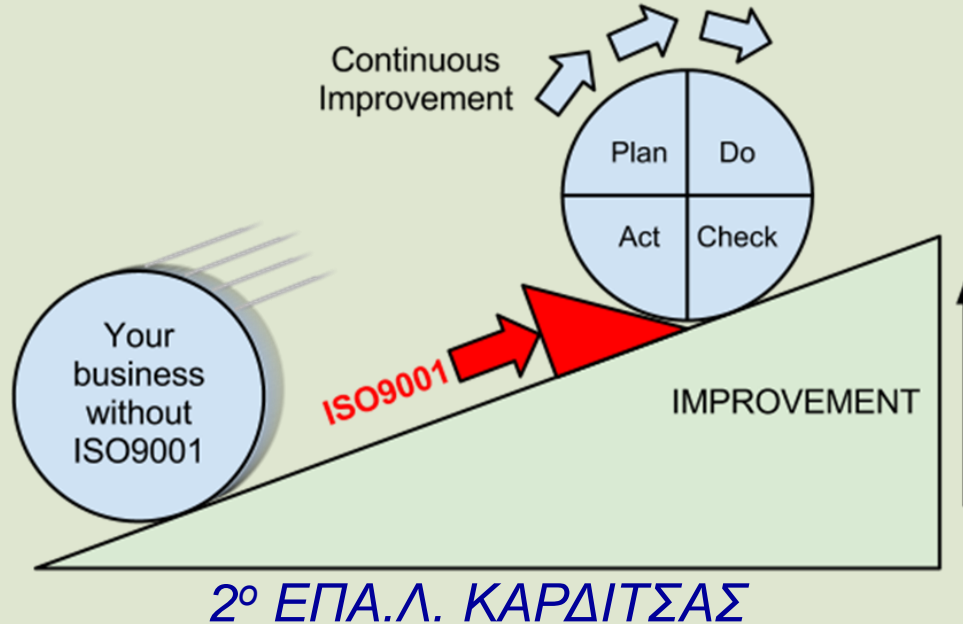 Continuous
Improvement
Plan
Do
Act
Check
Your
business
without
ISO9001
ISO9001
IMPROVEMENT
2ο ΕΠΑ.Λ. ΚΑΡΔΙΤΣΑΣ